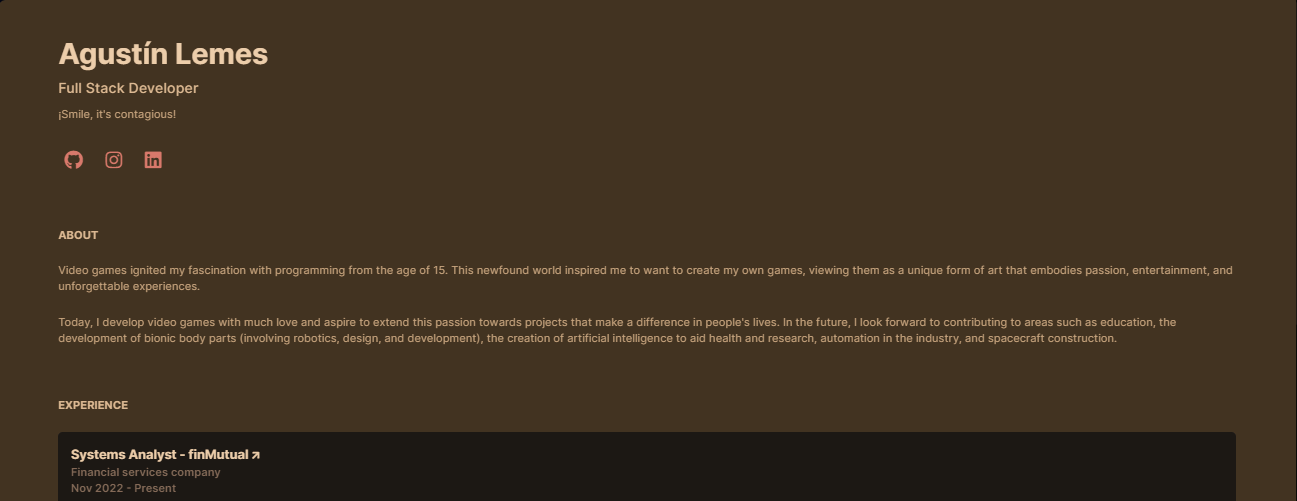 Agustín Lemes
Full Stack Developer
¡Smile, it's contagious!
ABOUT
Video games ignited my fascination with programming from the age of 15. This newfound world inspired me to want to create my own games, viewing them as a unique form of art that embodies passion, entertainment, and
unforgettable experiences.
Today, I develop video games with much love and aspire to extend this passion towards projects that make a difference in people's lives. In the future, I look forward to contributing to areas such as education, the
development of bionic body parts (involving robotics, design, and development), the creation of artificial intelligence to aid health and research, automation in the industry, and spacecraft construction.
EXPERIENCE
Systems Analyst - finMutual ↗
Financial services company
Nov 2022 - Present